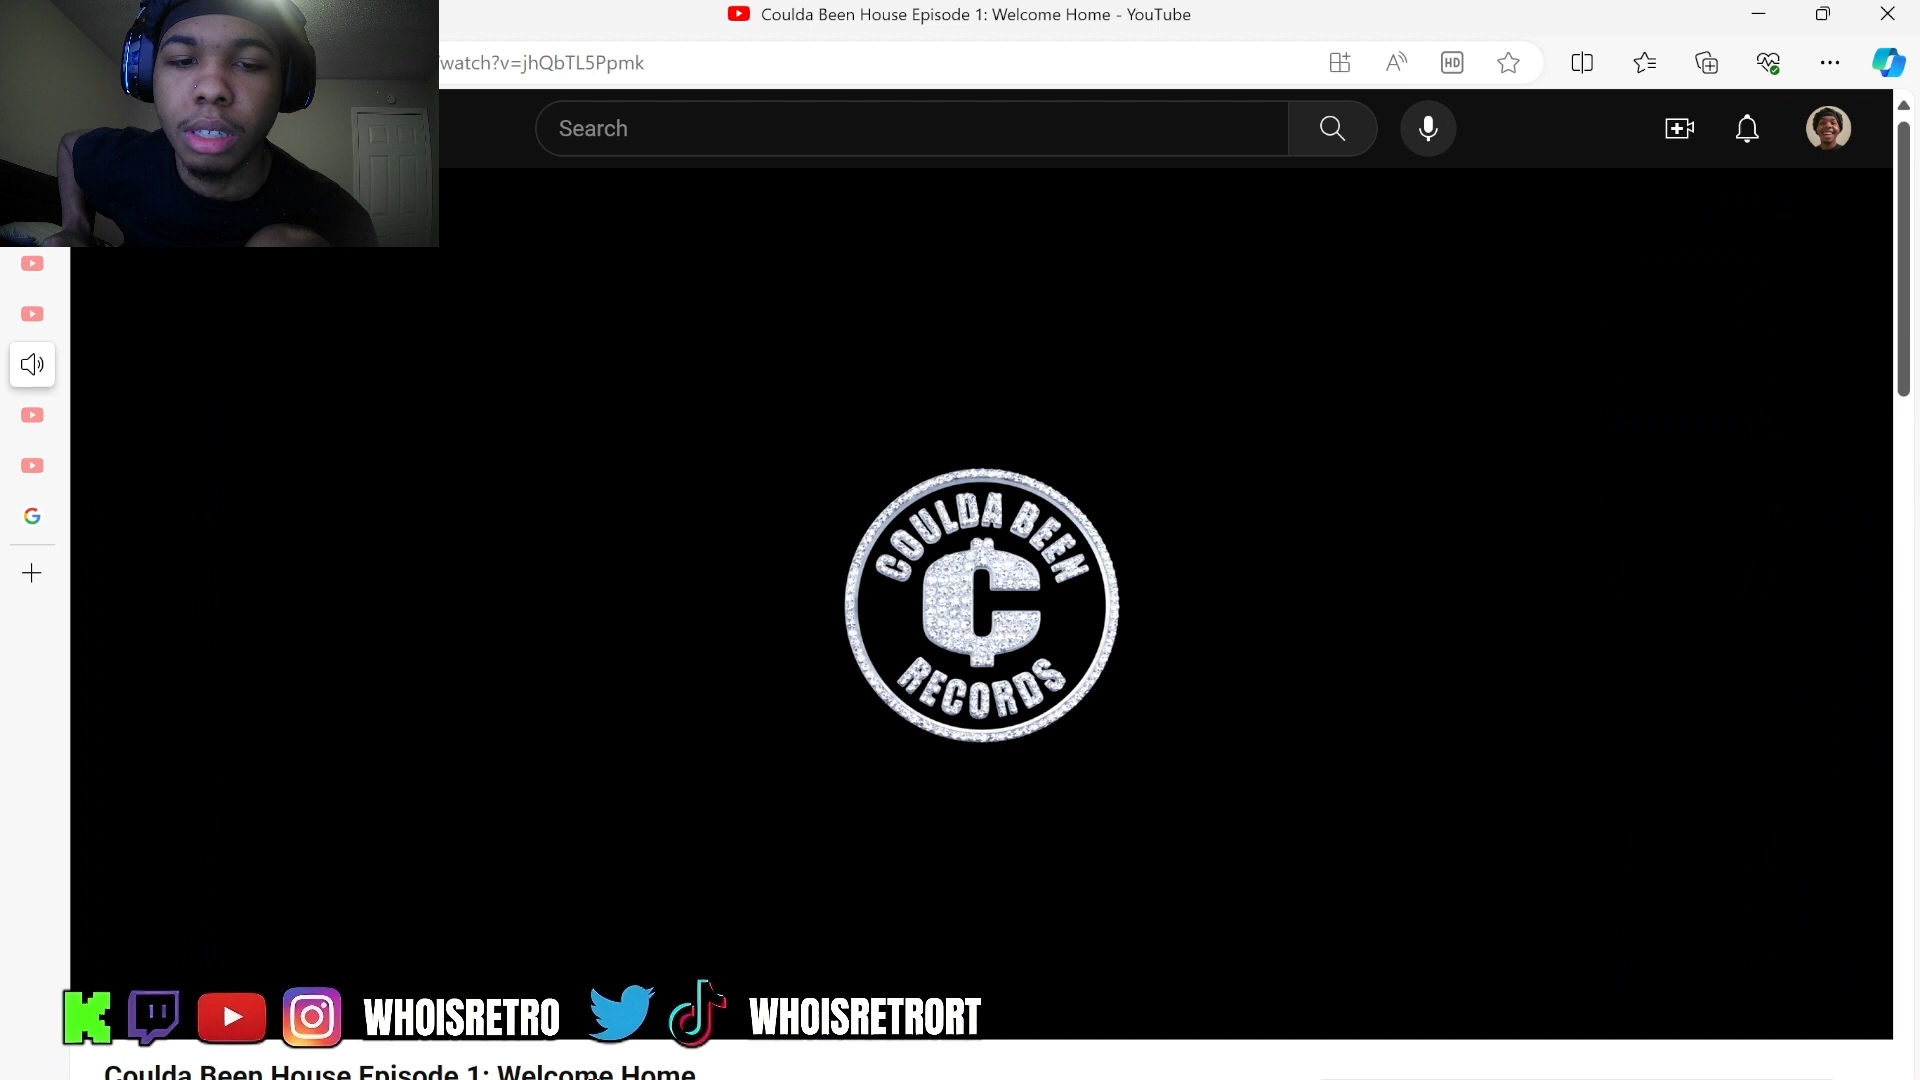 Coulda Been House Episode 1: Welcome Home - YouTube
watch?v=jhQbTL5Ppmk
HD
Search
COULDA BEEN
RECORDS
WHOISRETRO
WHOISRETRORT
Coulda Been House Episode 1: Welcome Home